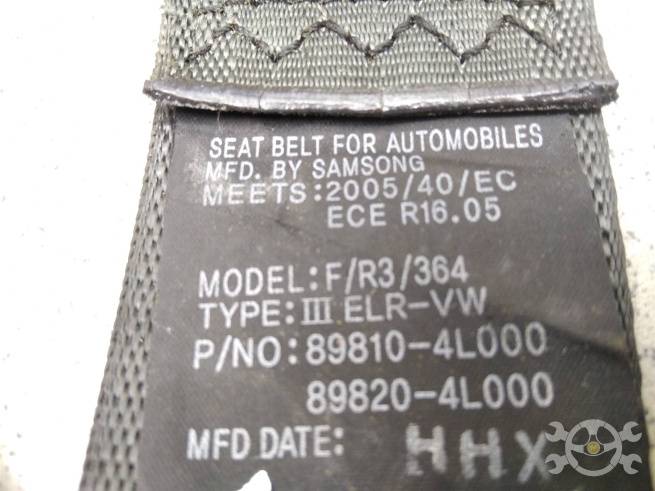 SEAT BELT FOR AUTOMOBILES
MFD. BY SAMSONG
MEETS:2005/40/EC
ECE R16.05
MODEL:F/R3/364
TYPE:Ⅲ ELR-VW
P/NO:89810-4L000
89820-4L000
MFD DATE: HHX